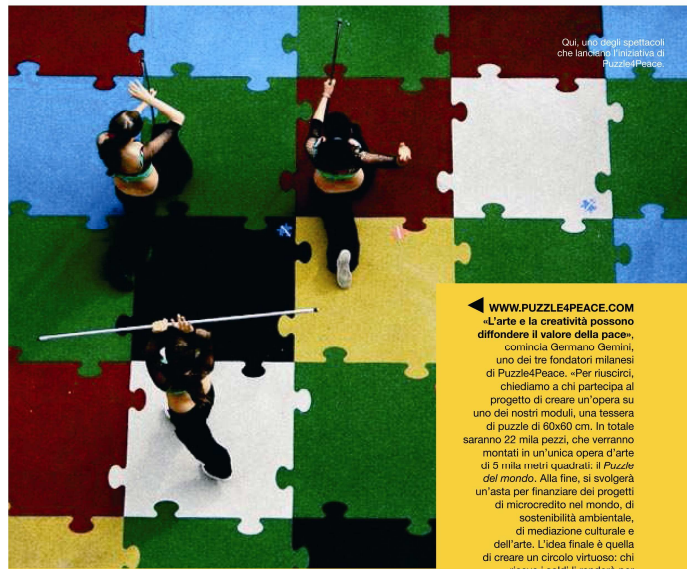 Qui, uno degli spettacoli
che lanciano l'iniziativa di
Puzzle4Peace.
WWW.PUZZLE4PEACE.COM
«L'arte e la creatività possono
diffondere il valore della pace»,
comincia Germano Gemini,
uno dei tre fondatori milanesi
di Puzzle4Peace. «Per riuscirci,
chiediamo a chi partecipa al
progetto di creare un'opera su
uno dei nostri moduli, una tessera
di puzzle di 60x60 cm. In totale
saranno 22 mila pezzi, che verranno
montati in un'unica opera d'arte
di 5 mila metri quadrati: il Puzzle
del mondo. Alla fine, si svolgerà
un'asta per finanziare dei progetti
di microcredito nel mondo, di
sostenibilità ambientale,
di mediazione culturale e
dell'arte. L'idea finale è quella
di creare un circolo virtuoso: chi